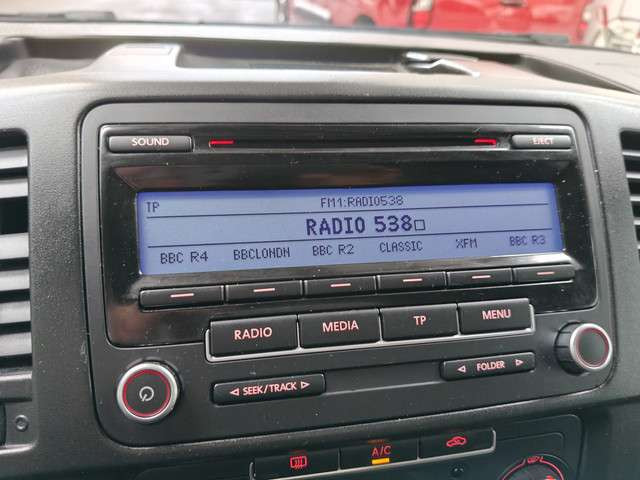 SOUND EJECT
TP FM1:RADIO538
RADIO 538
BBC R4 BBCLONDN BBC R2 CLASSIC XFM BBC R3
RADIO MEDIA TP MENU
SEEK/TRACK FOLDER
A/C